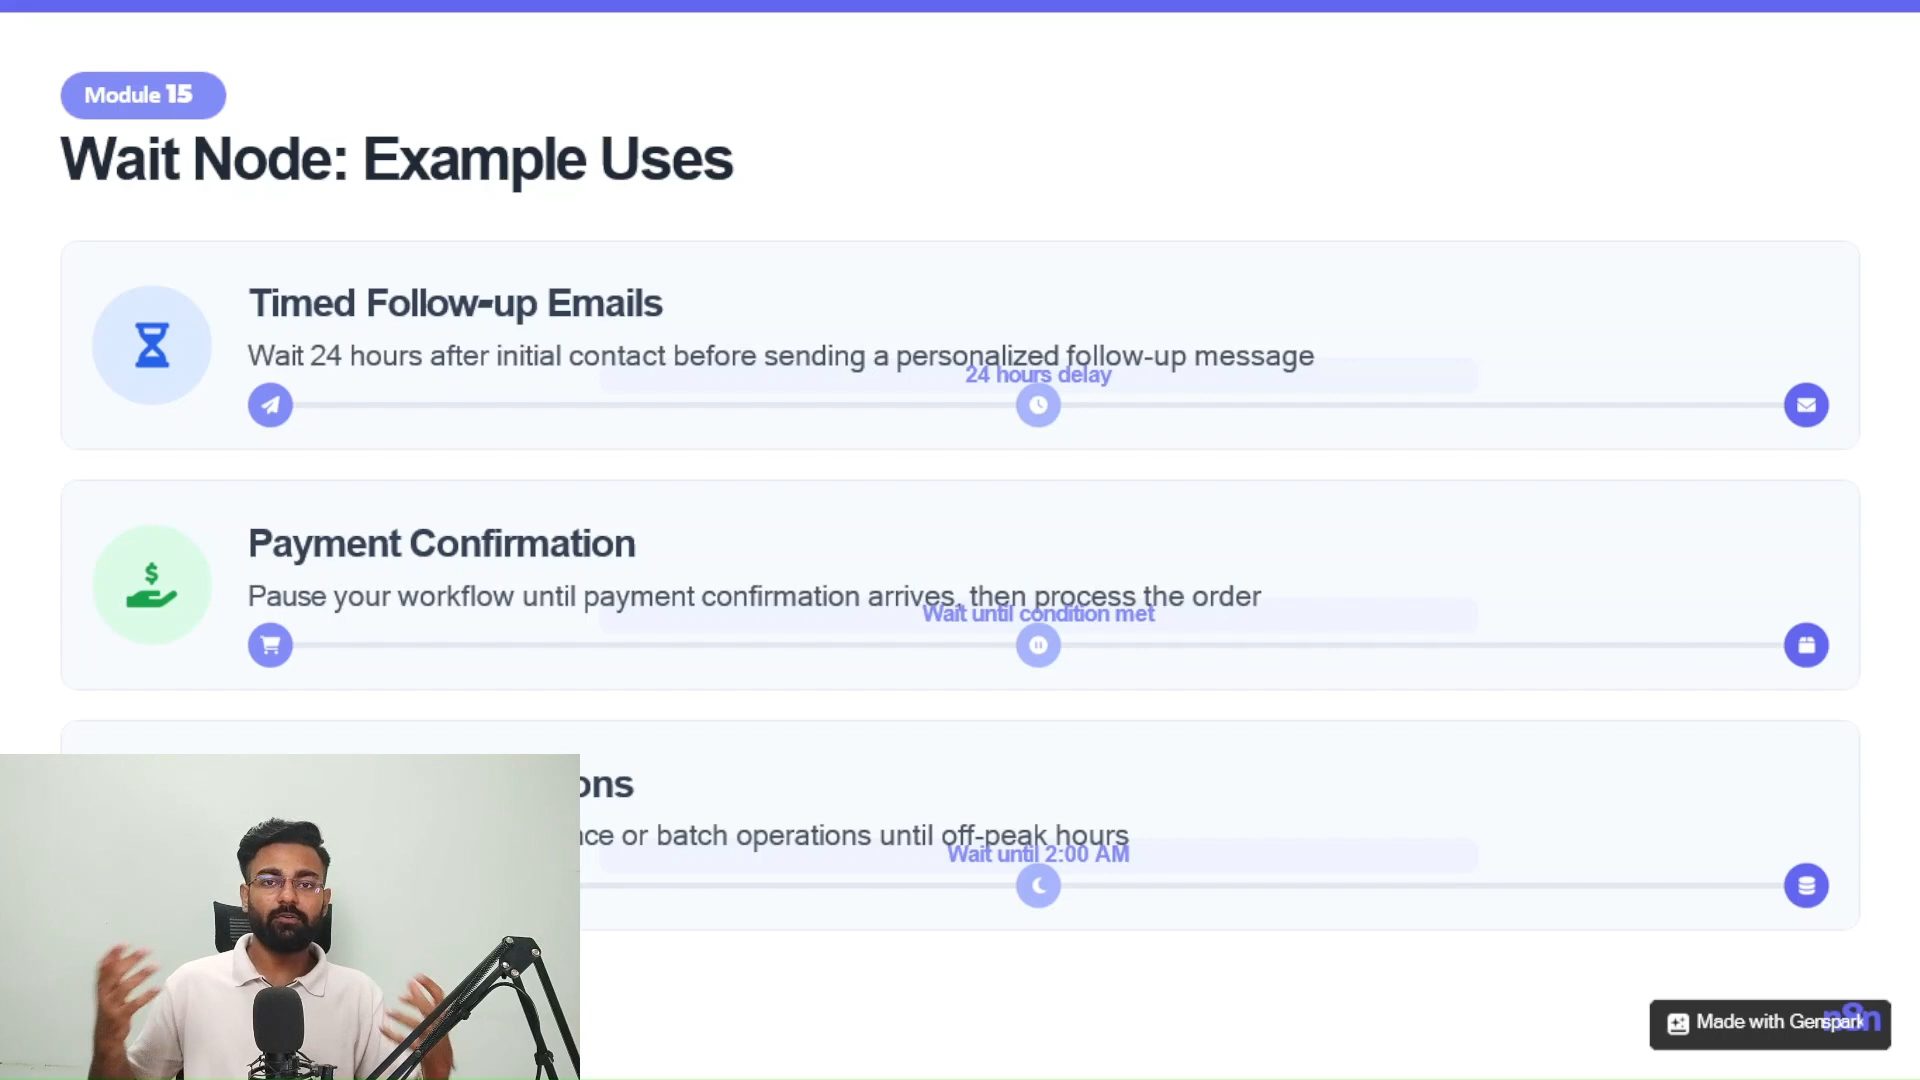 Module 15
Wait Node: Example Uses
Timed Follow-up Emails
Wait 24 hours after initial contact before sending a personalized follow-up message
24 hours delay
Payment Confirmation
Pause your workflow until payment confirmation arrives, then process the order
Wait until condition met
or batch operations until off-peak hours
Wait until 2:00 AM
Made with Genspark
n8n